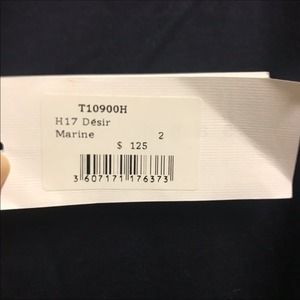 T10900H
H17 Désir
Marine 2
$ 125
3 607171 176373